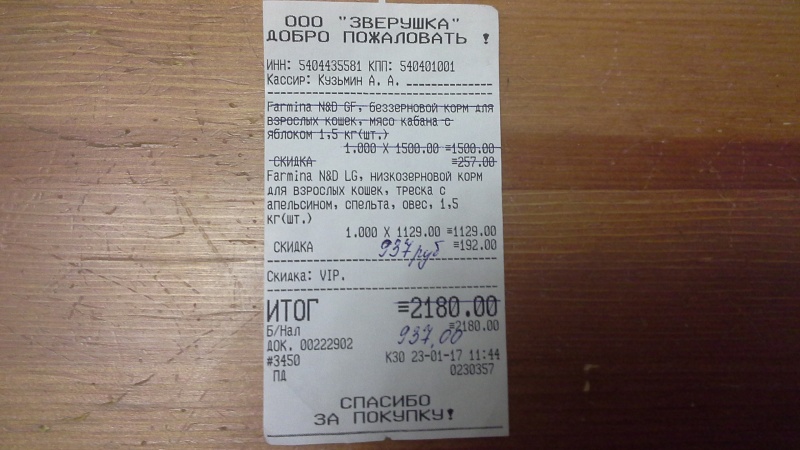 ООО "ЗВЕРУШКА"
ДОБРО ПОЖАЛОВАТЬ !
ИНН: 5404435581 КПП: 540401001
Кассир: Кузьмин А. А.
Farmina N&D GF, беззерновой корм для
взрослых кошек, мясо кабана с
яблоком 1,5 кг(шт.)
1.000 X 1500.00 ≡1500.00
СКИДКА ≡257.00
Farmina N&D LG, низкозерновой корм
для взрослых кошек, треска с
апельсином, спельта, овес, 1,5
кг(шт.)
1.000 X 1129.00 ≡1129.00
СКИДКА 937 руб ≡192.00
Скидка: VIP.
ИТОГ ≡2180.00
Б/Нал 937,00 ≡2180.00
ДОК. 00222902
#3450 К30 23-01-17 11:44
ПД 0230357
СПАСИБО
ЗА ПОКУПКУ!